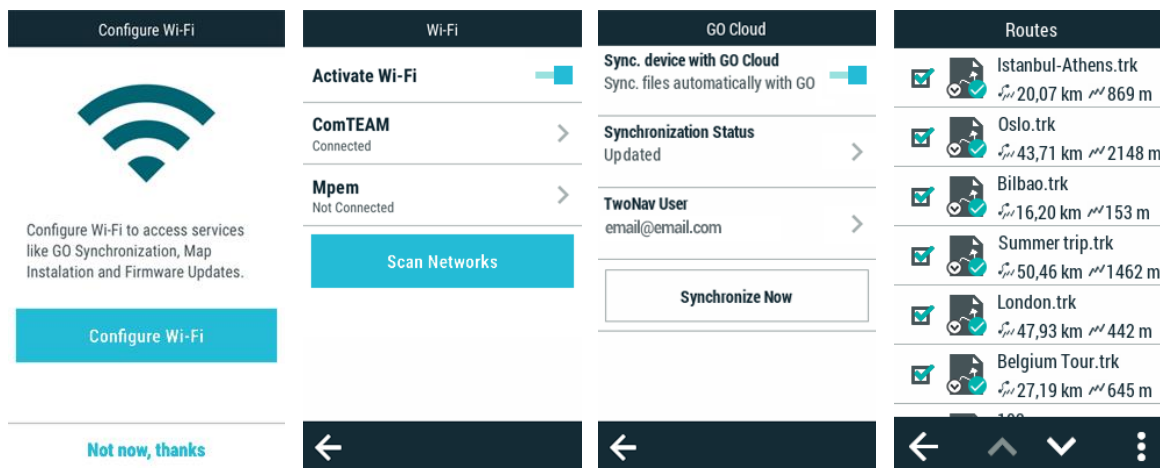 Configure Wi-Fi
Configure Wi-Fi to access services
like GO Synchronization, Map
Instalation and Firmware Updates.
Configure Wi-Fi
Not now, thanks
Wi-Fi
Activate Wi-Fi
ComTEAM
Connected
Mpem
Not Connected
Scan Networks
GO Cloud
Sync. device with GO Cloud
Sync. files automatically with GO
Synchronization Status
Updated
TwoNav User
email@email.com
Synchronize Now
Routes
Istanbul-Athens.trk
20,07 km 869 m
Oslo.trk
43,71 km 2148 m
Bilbao.trk
16,20 km 153 m
Summer trip.trk
50,46 km 1462 m
London.trk
47,93 km 442 m
Belgium Tour.trk
27,19 km 645 m